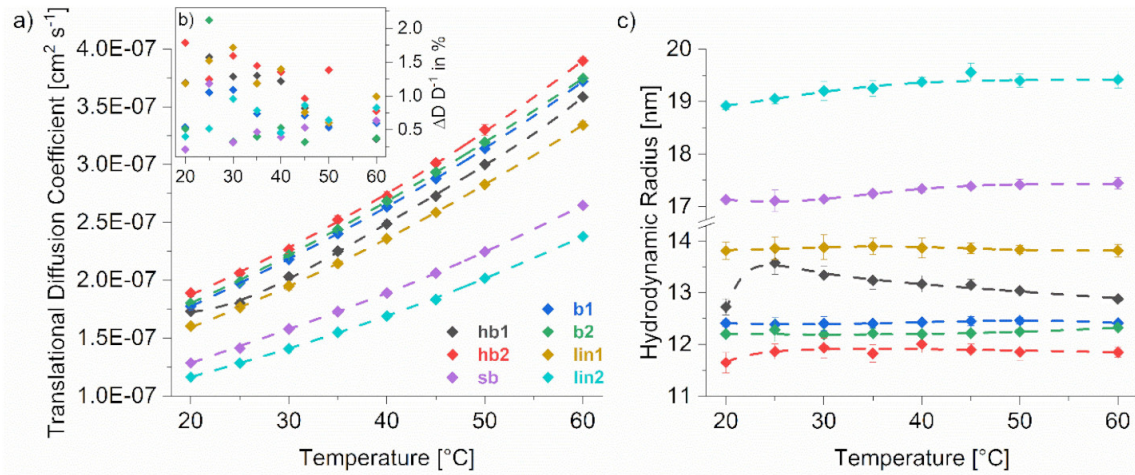 a)
b)
c)
Translational Diffusion Coefficient [cm² s⁻¹]
4.0E-07
3.5E-07
3.0E-07
2.5E-07
2.0E-07
1.5E-07
1.0E-07
20 30 40 50 60
Temperature [°C]
2.0
1.5
1.0
0.5
ΔD D⁻¹ in %
20 30 40 50 60
b1
hb1 b2
hb2 lin1
sb lin2
Hydrodynamic Radius [nm]
20
19
17
14
13
12
11
20 30 40 50 60
Temperature [°C]